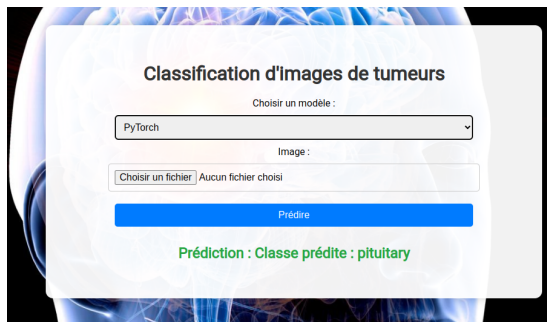 Classification d'images de tumeurs
Choisir un modèle :
PyTorch
Image :
Choisir un fichier Aucun fichier choisi
Prédire
Prédiction : Classe prédite : pituitary